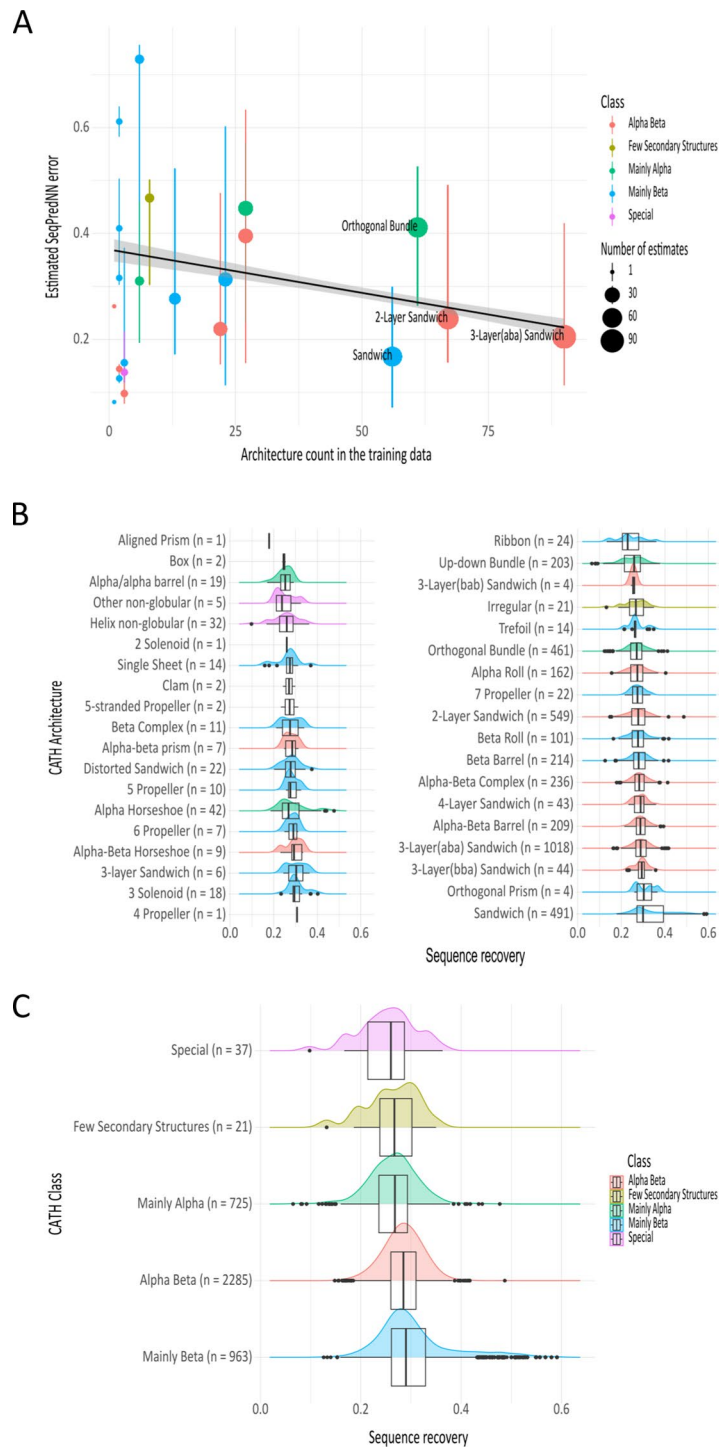 A
Estimated SeqPredNN error
0.6
0.4
0.2
0
25
50
75
Architecture count in the training data
Orthogonal Bundle
2-Layer Sandwich
3-Layer(aba) Sandwich
Sandwich
Class
Alpha Beta
Few Secondary Structures
Mainly Alpha
Mainly Beta
Special
Number of estimates
1
30
60
90
B
CATH Architecture
Aligned Prism (n = 1)
Box (n = 2)
Alpha/alpha barrel (n = 19)
Other non-globular (n = 5)
Helix non-globular (n = 32)
2 Solenoid (n = 1)
Single Sheet (n = 14)
Clam (n = 2)
5-stranded Propeller (n = 2)
Beta Complex (n = 11)
Alpha-beta prism (n = 7)
Distorted Sandwich (n = 22)
5 Propeller (n = 10)
Alpha Horseshoe (n = 42)
6 Propeller (n = 7)
Alpha-Beta Horseshoe (n = 9)
3-layer Sandwich (n = 6)
3 Solenoid (n = 18)
4 Propeller (n = 1)
0.0 0.2 0.4 0.6
Ribbon (n = 24)
Up-down Bundle (n = 203)
3-Layer(bab) Sandwich (n = 4)
Irregular (n = 21)
Trefoil (n = 14)
Orthogonal Bundle (n = 461)
Alpha Roll (n = 162)
7 Propeller (n = 22)
2-Layer Sandwich (n = 549)
Beta Roll (n = 101)
Beta Barrel (n = 214)
Alpha-Beta Complex (n = 236)
4-Layer Sandwich (n = 43)
Alpha-Beta Barrel (n = 209)
3-Layer(aba) Sandwich (n = 1018)
3-Layer(bba) Sandwich (n = 44)
Orthogonal Prism (n = 4)
Sandwich (n = 491)
0.0 0.2 0.4 0.6
Sequence recovery
C
CATH Class
Special (n = 37)
Few Secondary Structures (n = 21)
Mainly Alpha (n = 725)
Alpha Beta (n = 2285)
Mainly Beta (n = 963)
0.0 0.2 0.4 0.6
Sequence recovery
Class
Alpha Beta
Few Secondary Structures
Mainly Alpha
Mainly Beta
Special